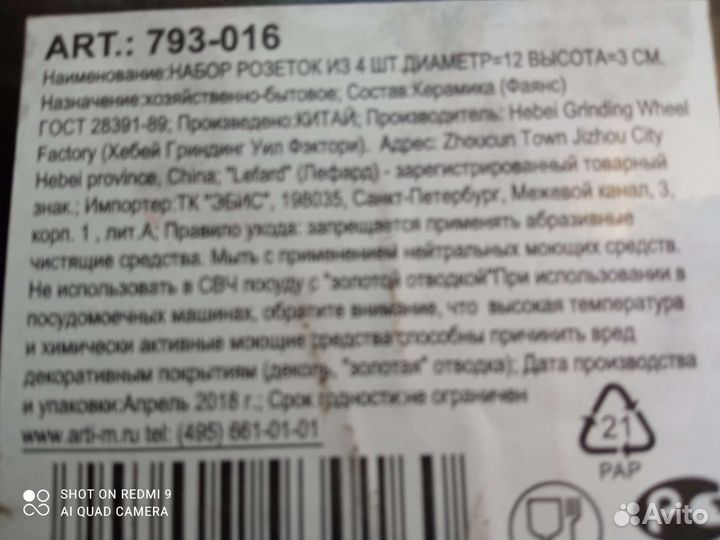 ART.: 793-016
Наименование:НАБОР РОЗЕТОК ИЗ 4 ШТ.ДИАМЕТР=12 ВЫСОТА=3 СМ.
Назначение:хозяйственно-бытовое; Состав:Керамика (Фаянс)
ГОСТ 28391-89; Произведено:КИТАЙ; Производитель: Hebei Grinding Wheel
Factory (Хебей Гриндинг Уил Фэктори). Адрес: Zhoucun Town Jizhou City
Hebei province, China; "Lefard" (Лефард) - зарегистрированный товарный
знак.; Импортер:ТК "ЭБИС", 198035, Санкт-Петербург, Межевой канал, 3,
корп. 1 , лит.А; Правило ухода: запрещается применять абразивные
чистящие средства. Мыть с применением нейтральных моющих средств.
Не использовать в СВЧ посуду с "золотой отводкой"При использовании в
посудомоечных машинах, обратите внимание, что высокая температура
и химически активные моющие средства способны причинить вред
декоративным покрытиям (деколь, "золотая" отводка); Дата производства
и упаковки:Апрель 2018 г.; Срок годности:не ограничен
www.arti-m.ru tel: (495) 661-01-01
21
PAP
SHOT ON REDMI 9
AI QUAD CAMERA
Avito